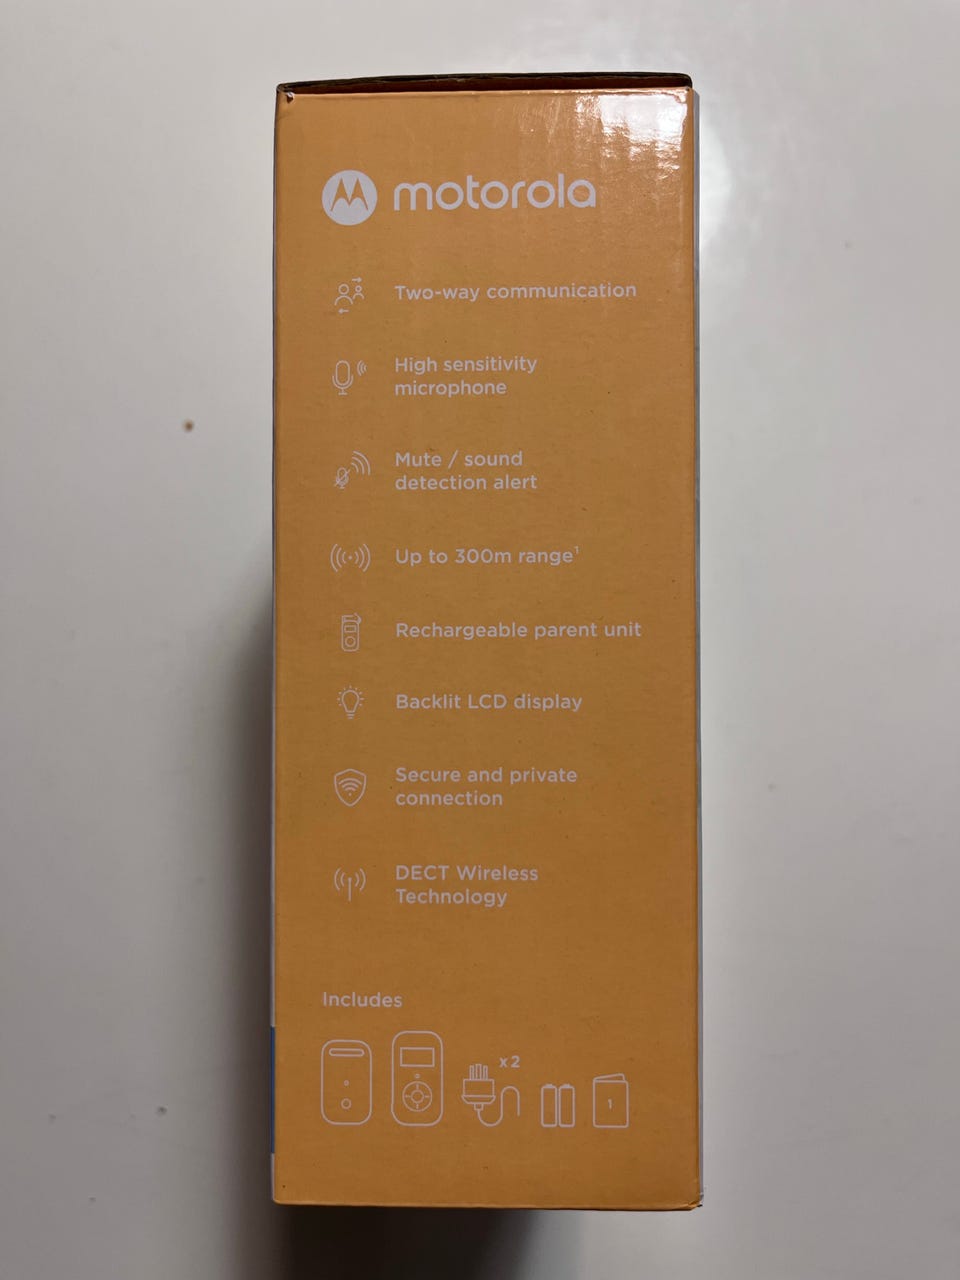 motorola
Two-way communication
High sensitivity
microphone
Mute / sound
detection alert
Up to 300m range¹
Rechargeable parent unit
Backlit LCD display
Secure and private
connection
DECT Wireless
Technology
Includes
x2
1